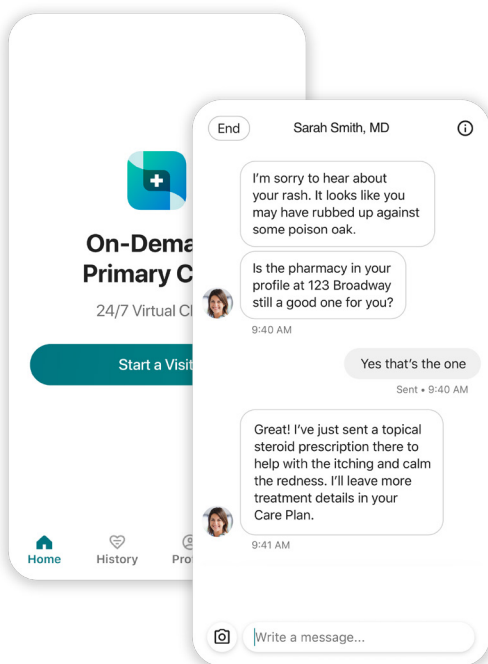 On-Dema
Primary C
24/7 Virtual Cl
Start a Visit
Home
History
Pro
End
Sarah Smith, MD
I'm sorry to hear about
your rash. It looks like you
may have rubbed up against
some poison oak.
Is the pharmacy in your
profile at 123 Broadway
still a good one for you?
9:40 AM
Yes that's the one
Sent • 9:40 AM
Great! I've just sent a topical
steroid prescription there to
help with the itching and calm
the redness. I'll leave more
treatment details in your
Care Plan.
9:41 AM
Write a message...